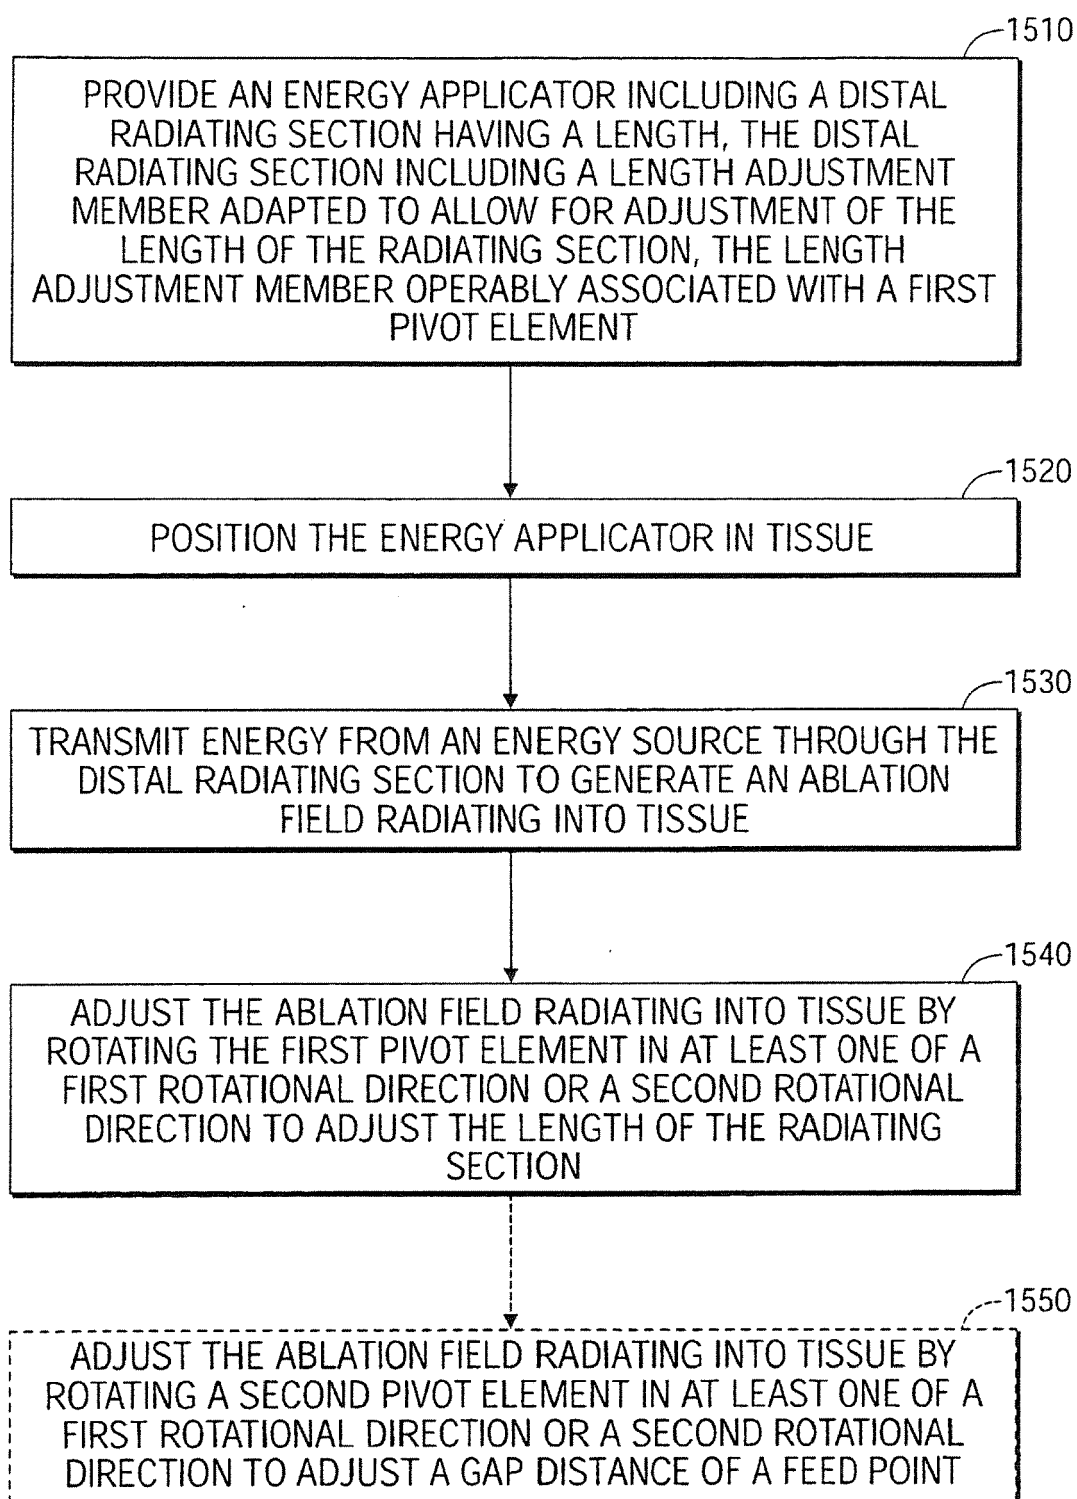 1510
PROVIDE AN ENERGY APPLICATOR INCLUDING A DISTAL
RADIATING SECTION HAVING A LENGTH, THE DISTAL
RADIATING SECTION INCLUDING A LENGTH ADJUSTMENT
MEMBER ADAPTED TO ALLOW FOR ADJUSTMENT OF THE
LENGTH OF THE RADIATING SECTION, THE LENGTH
ADJUSTMENT MEMBER OPERABLY ASSOCIATED WITH A FIRST
PIVOT ELEMENT
1520
POSITION THE ENERGY APPLICATOR IN TISSUE
1530
TRANSMIT ENERGY FROM AN ENERGY SOURCE THROUGH THE
DISTAL RADIATING SECTION TO GENERATE AN ABLATION
FIELD RADIATING INTO TISSUE
1540
ADJUST THE ABLATION FIELD RADIATING INTO TISSUE BY
ROTATING THE FIRST PIVOT ELEMENT IN AT LEAST ONE OF A
FIRST ROTATIONAL DIRECTION OR A SECOND ROTATIONAL
DIRECTION TO ADJUST THE LENGTH OF THE RADIATING
SECTION
1550
ADJUST THE ABLATION FIELD RADIATING INTO TISSUE BY
ROTATING A SECOND PIVOT ELEMENT IN AT LEAST ONE OF A
FIRST ROTATIONAL DIRECTION OR A SECOND ROTATIONAL
DIRECTION TO ADJUST A GAP DISTANCE OF A FEED POINT